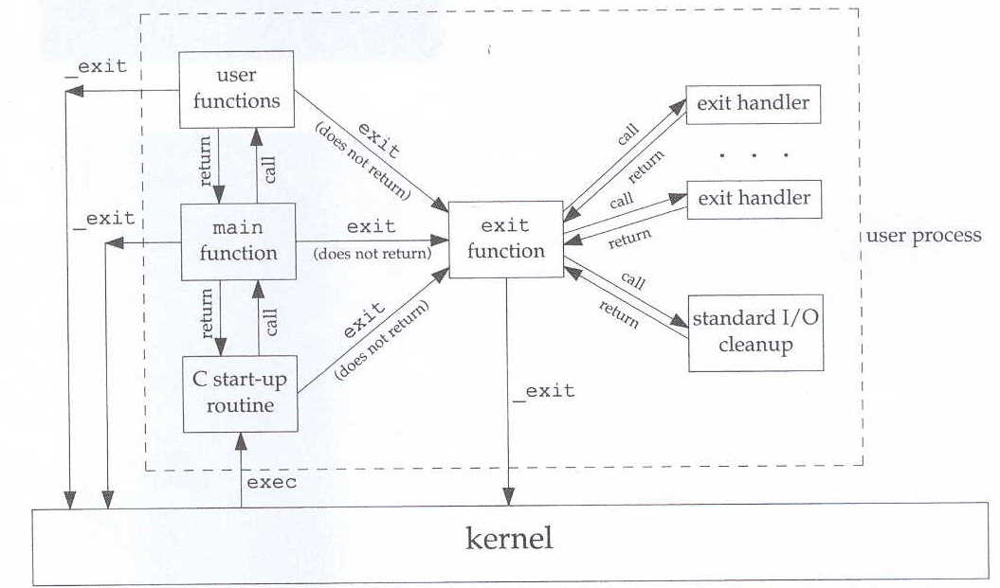 _exit
user
functions
exit handler
exit
(does not return)
call
return
. . .
return
call
_exit
main
function
exit
(does not return)
exit
function
call
return
exit handler
user process
return
call
exit
(does not return)
call
return
standard I/O
cleanup
C start-up
routine
_exit
exec
kernel